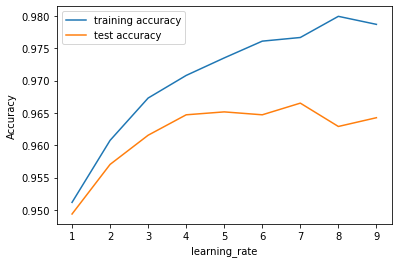 training accuracy
test accuracy
0.980
0.975
0.970
0.965
0.960
0.955
0.950
Accuracy
1 2 3 4 5 6 7 8 9
learning_rate